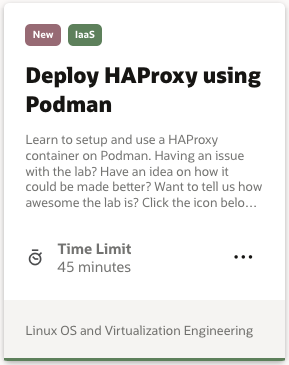 New IaaS
Deploy HAProxy using
Podman
Learn to setup and use a HAProxy
container on Podman. Having an issue
with the lab? Have an idea on how it
could be made better? Want to tell us how
awesome the lab is? Click the icon belo...
Time Limit
45 minutes
Linux OS and Virtualization Engineering